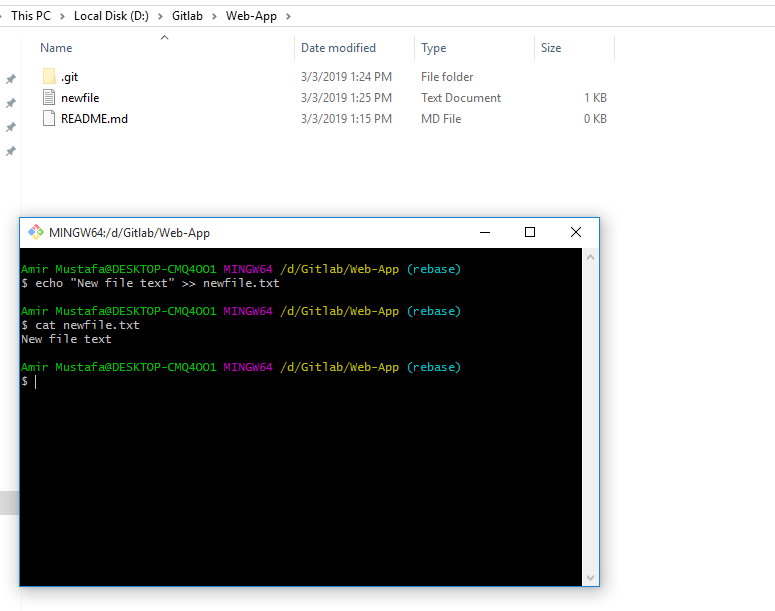 This PC > Local Disk (D:) > Gitlab > Web-App >
Name Date modified Type Size
.git 3/3/2019 1:24 PM File folder
newfile 3/3/2019 1:25 PM Text Document 1 KB
README.md 3/3/2019 1:15 PM MD File 0 KB
MINGW64:/d/Gitlab/Web-App
Amir Mustafa@DESKTOP-CMQ4OO1 MINGW64 /d/Gitlab/Web-App (rebase)
$ echo "New file text" >> newfile.txt
Amir Mustafa@DESKTOP-CMQ4OO1 MINGW64 /d/Gitlab/Web-App (rebase)
$ cat newfile.txt
New file text
Amir Mustafa@DESKTOP-CMQ4OO1 MINGW64 /d/Gitlab/Web-App (rebase)
$